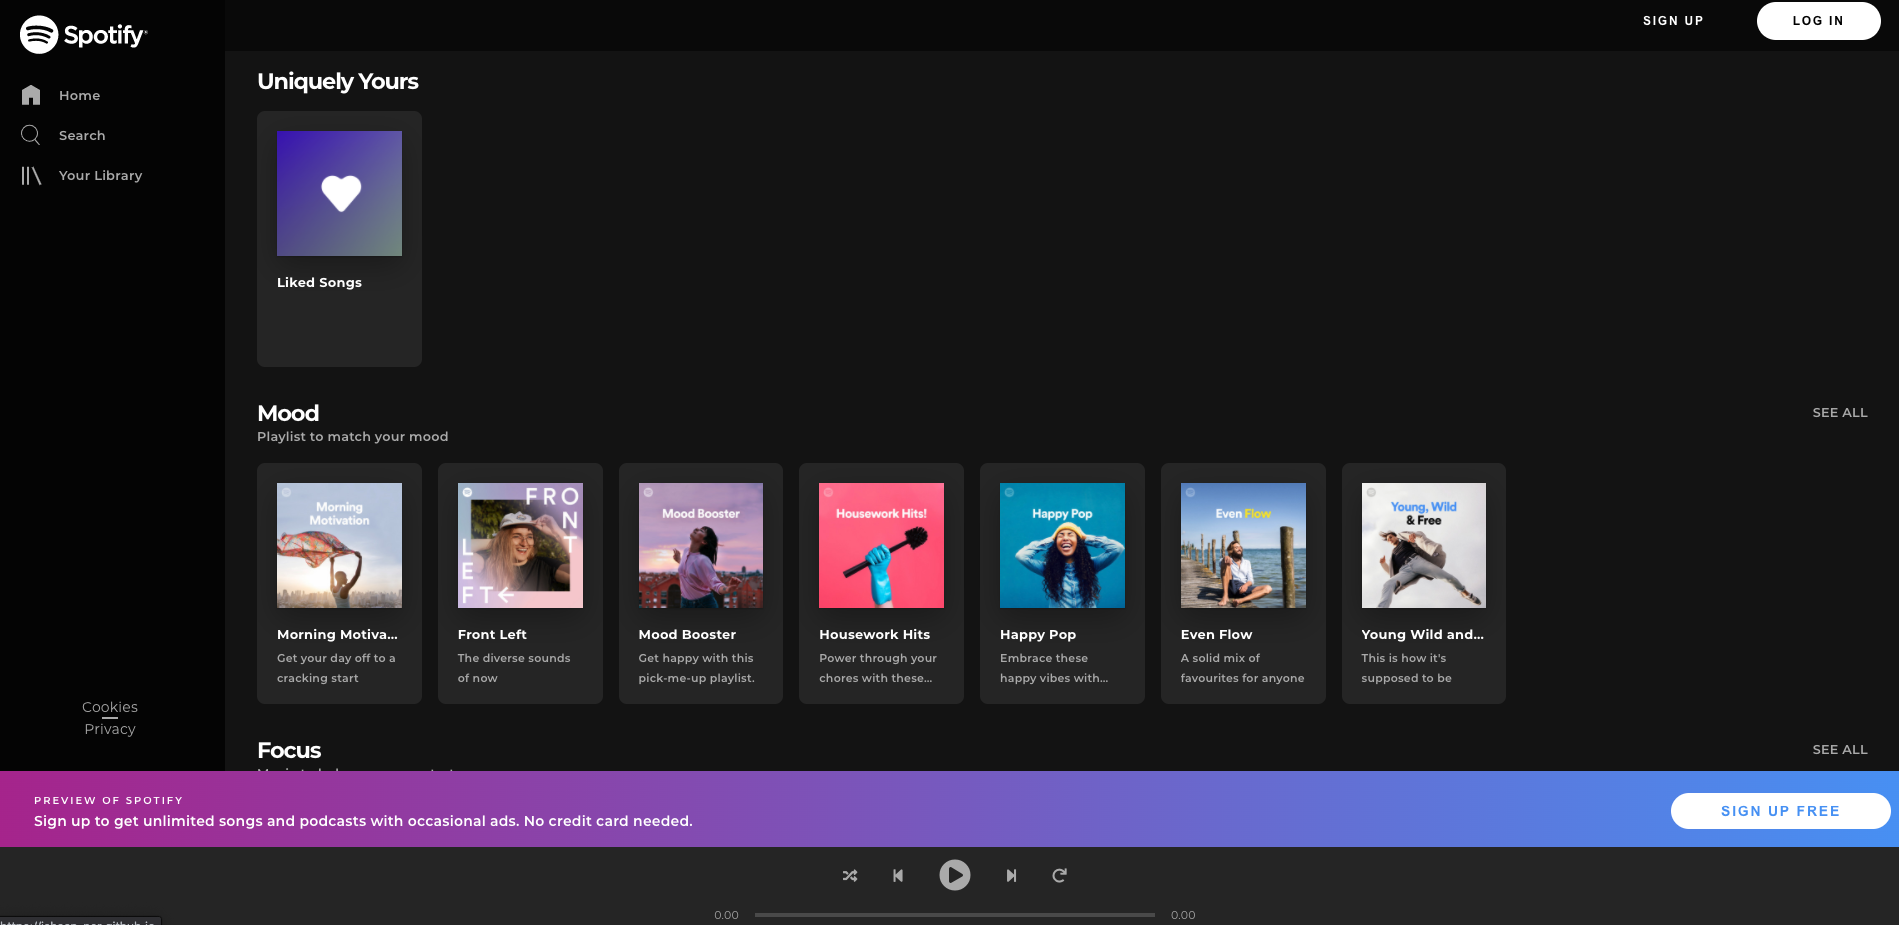 Spotify
SIGN UP
LOG IN
Home
Search
Your Library
Uniquely Yours
Liked Songs
Mood
SEE ALL
Playlist to match your mood
Morning
Motivation
FRONT
LEFT
Mood Booster
Housework Hits!
Happy Pop
Even Flow
Young, Wild
& Free
Morning Motiva...
Get your day off to a
cracking start
Front Left
The diverse sounds
of now
Mood Booster
Get happy with this
pick-me-up playlist.
Housework Hits
Power through your
chores with these...
Happy Pop
Embrace these
happy vibes with...
Even Flow
A solid mix of
favourites for anyone
Young Wild and...
This is how it's
supposed to be
Cookies
Privacy
Focus
SEE ALL
PREVIEW OF SPOTIFY
Sign up to get unlimited songs and podcasts with occasional ads. No credit card needed.
SIGN UP FREE
0.00
0.00